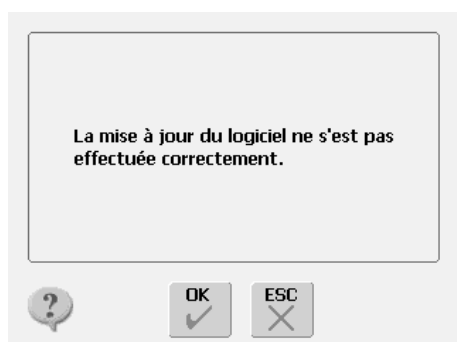 La mise à jour du logiciel ne s'est pas
effectuée correctement.
?
OK
ESC